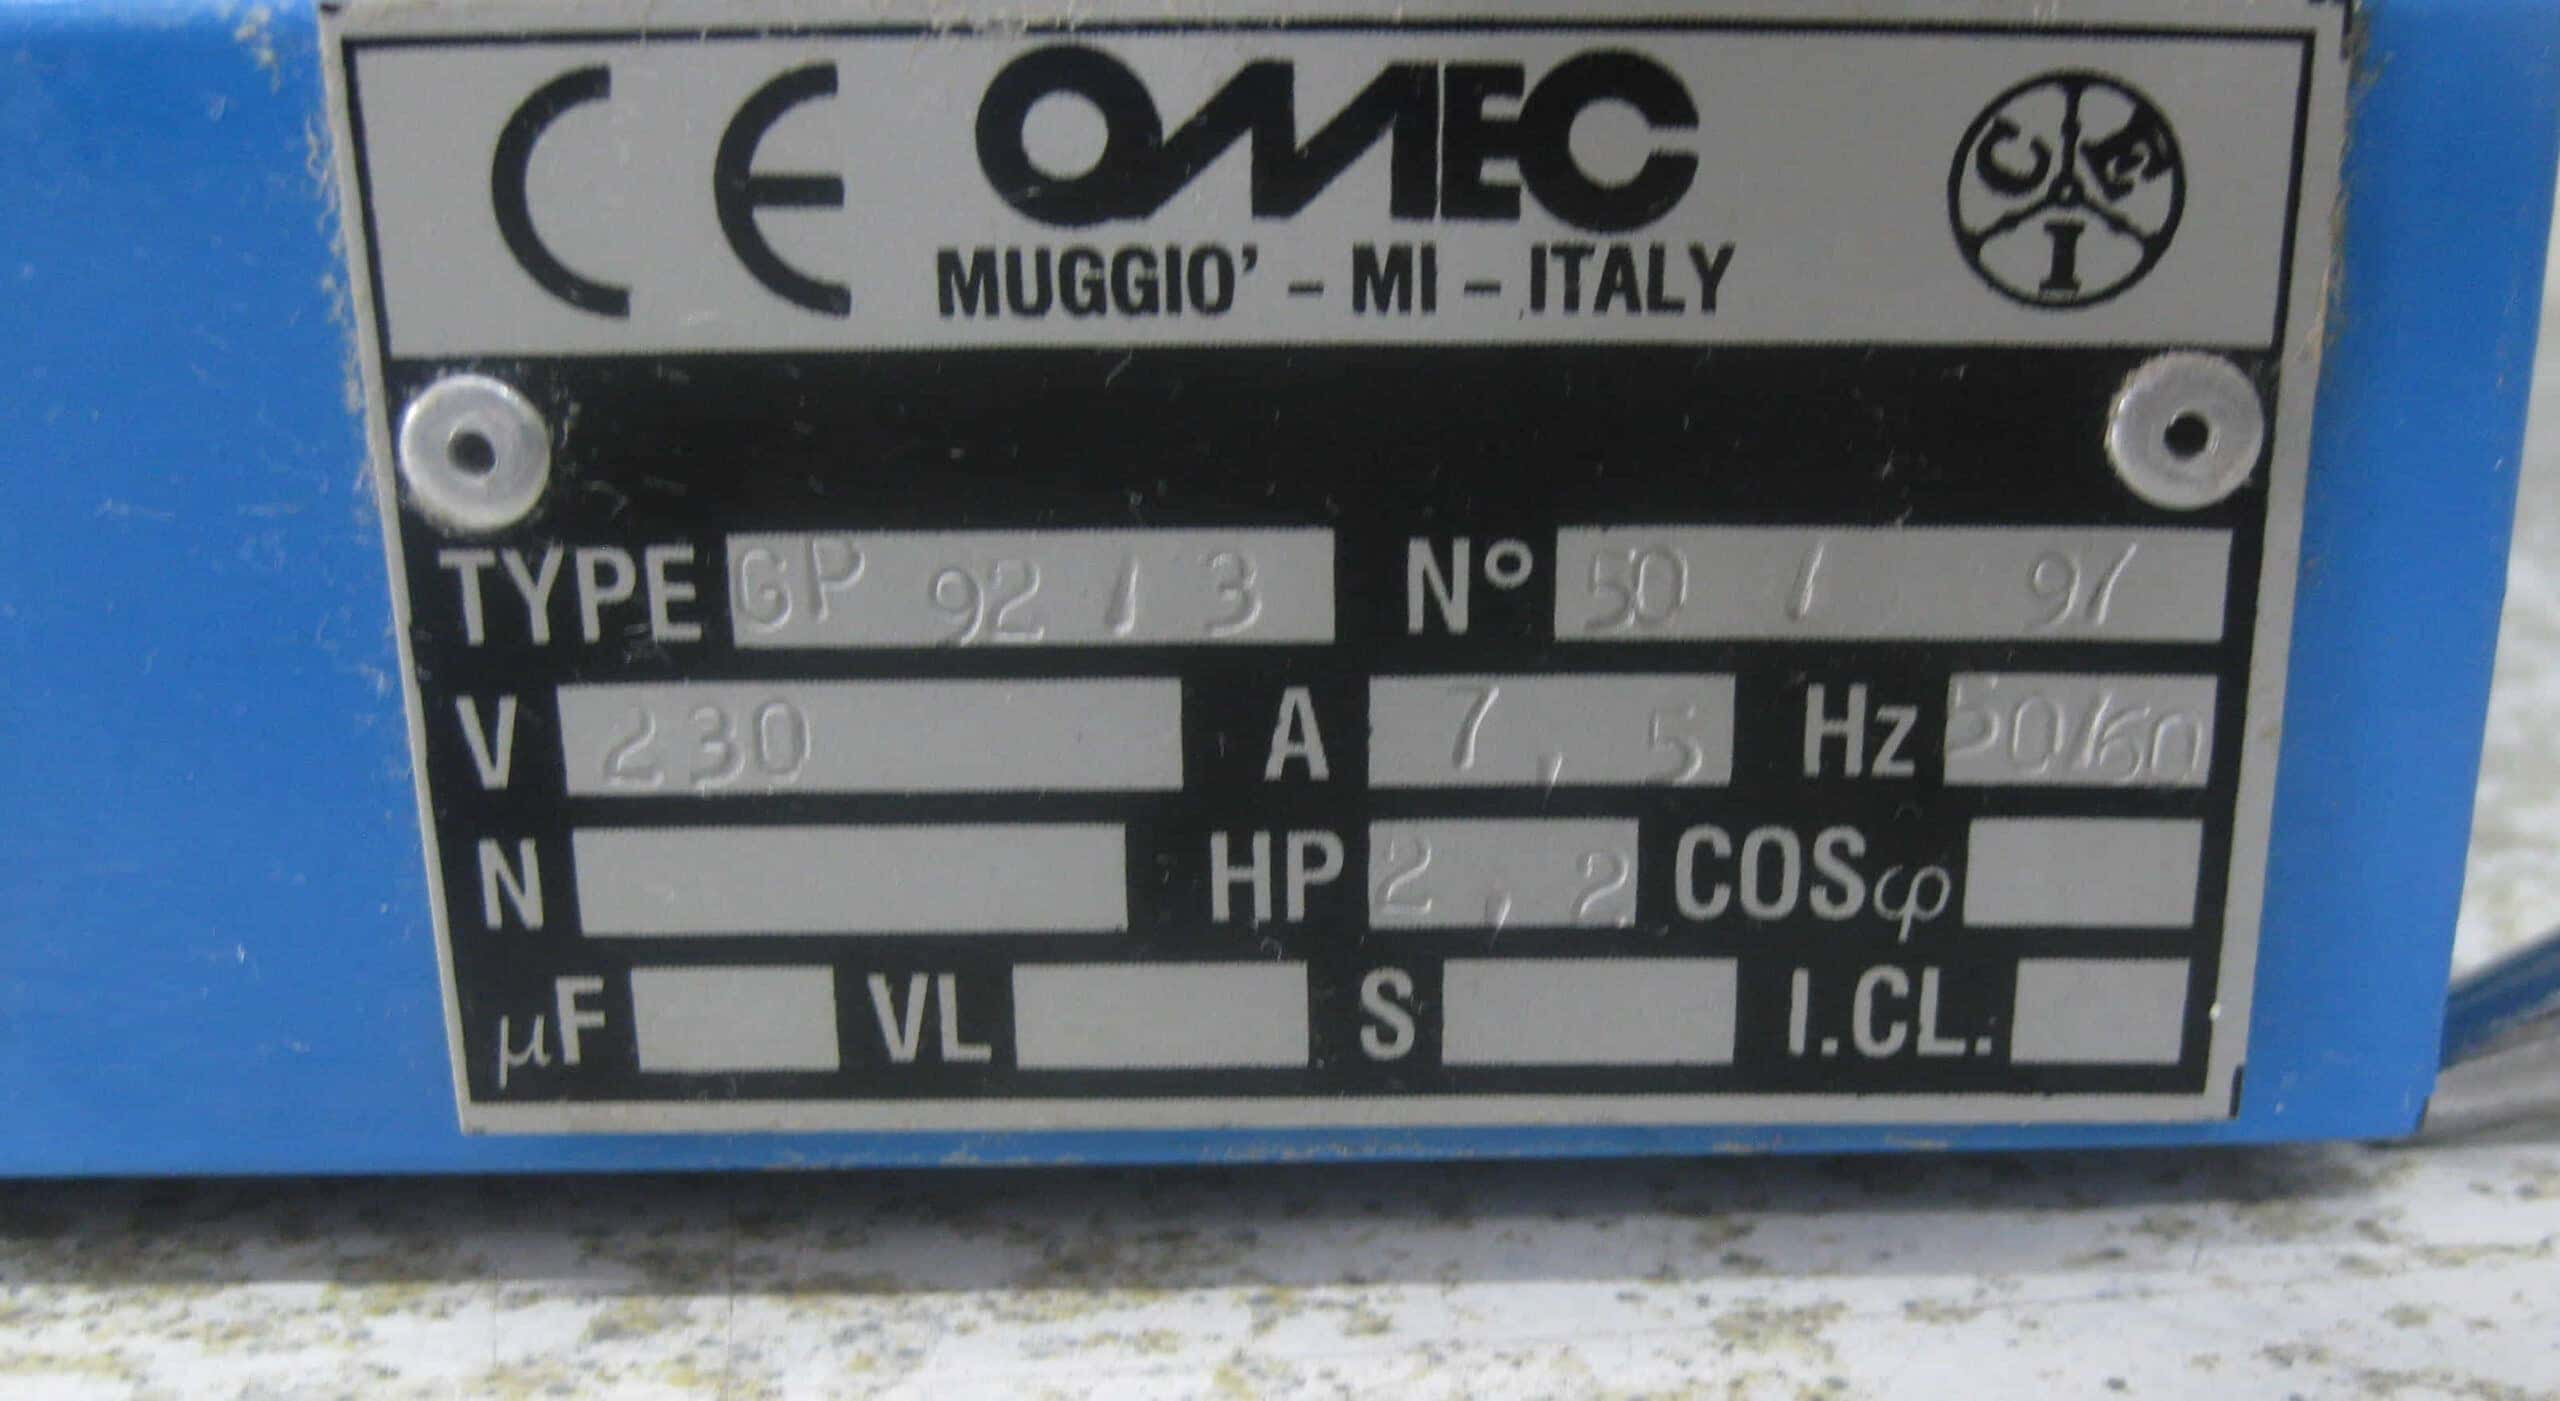 CE OMEC CEI
MUGGIO' - MI - ITALY
TYPE GP 92 / 3 N° 50 / 97
V 230 A 7,5 Hz 50/60
N HP 2,2 COSφ
µF VL S I.CL.